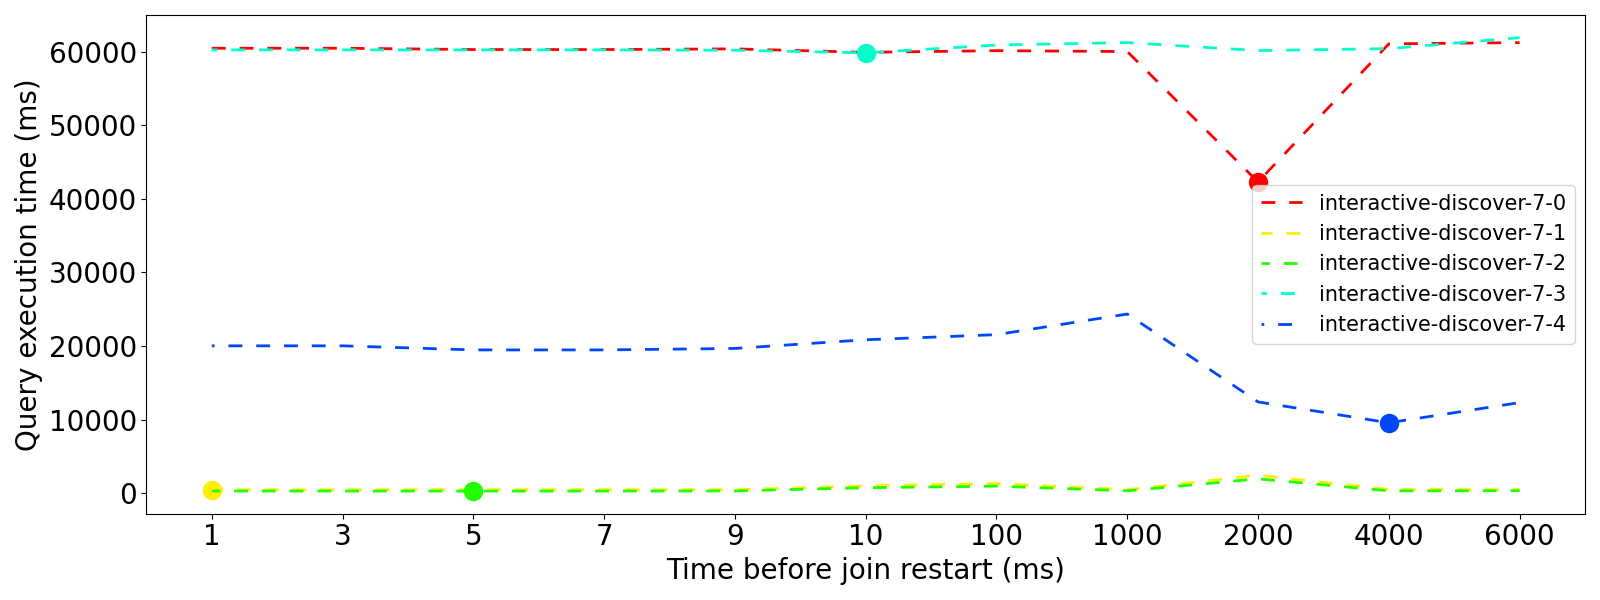 Query execution time (ms)
60000
50000
40000
30000
20000
10000
0
interactive-discover-7-0
interactive-discover-7-1
interactive-discover-7-2
interactive-discover-7-3
interactive-discover-7-4
1 3 5 7 9 10 100 1000 2000 4000 6000
Time before join restart (ms)